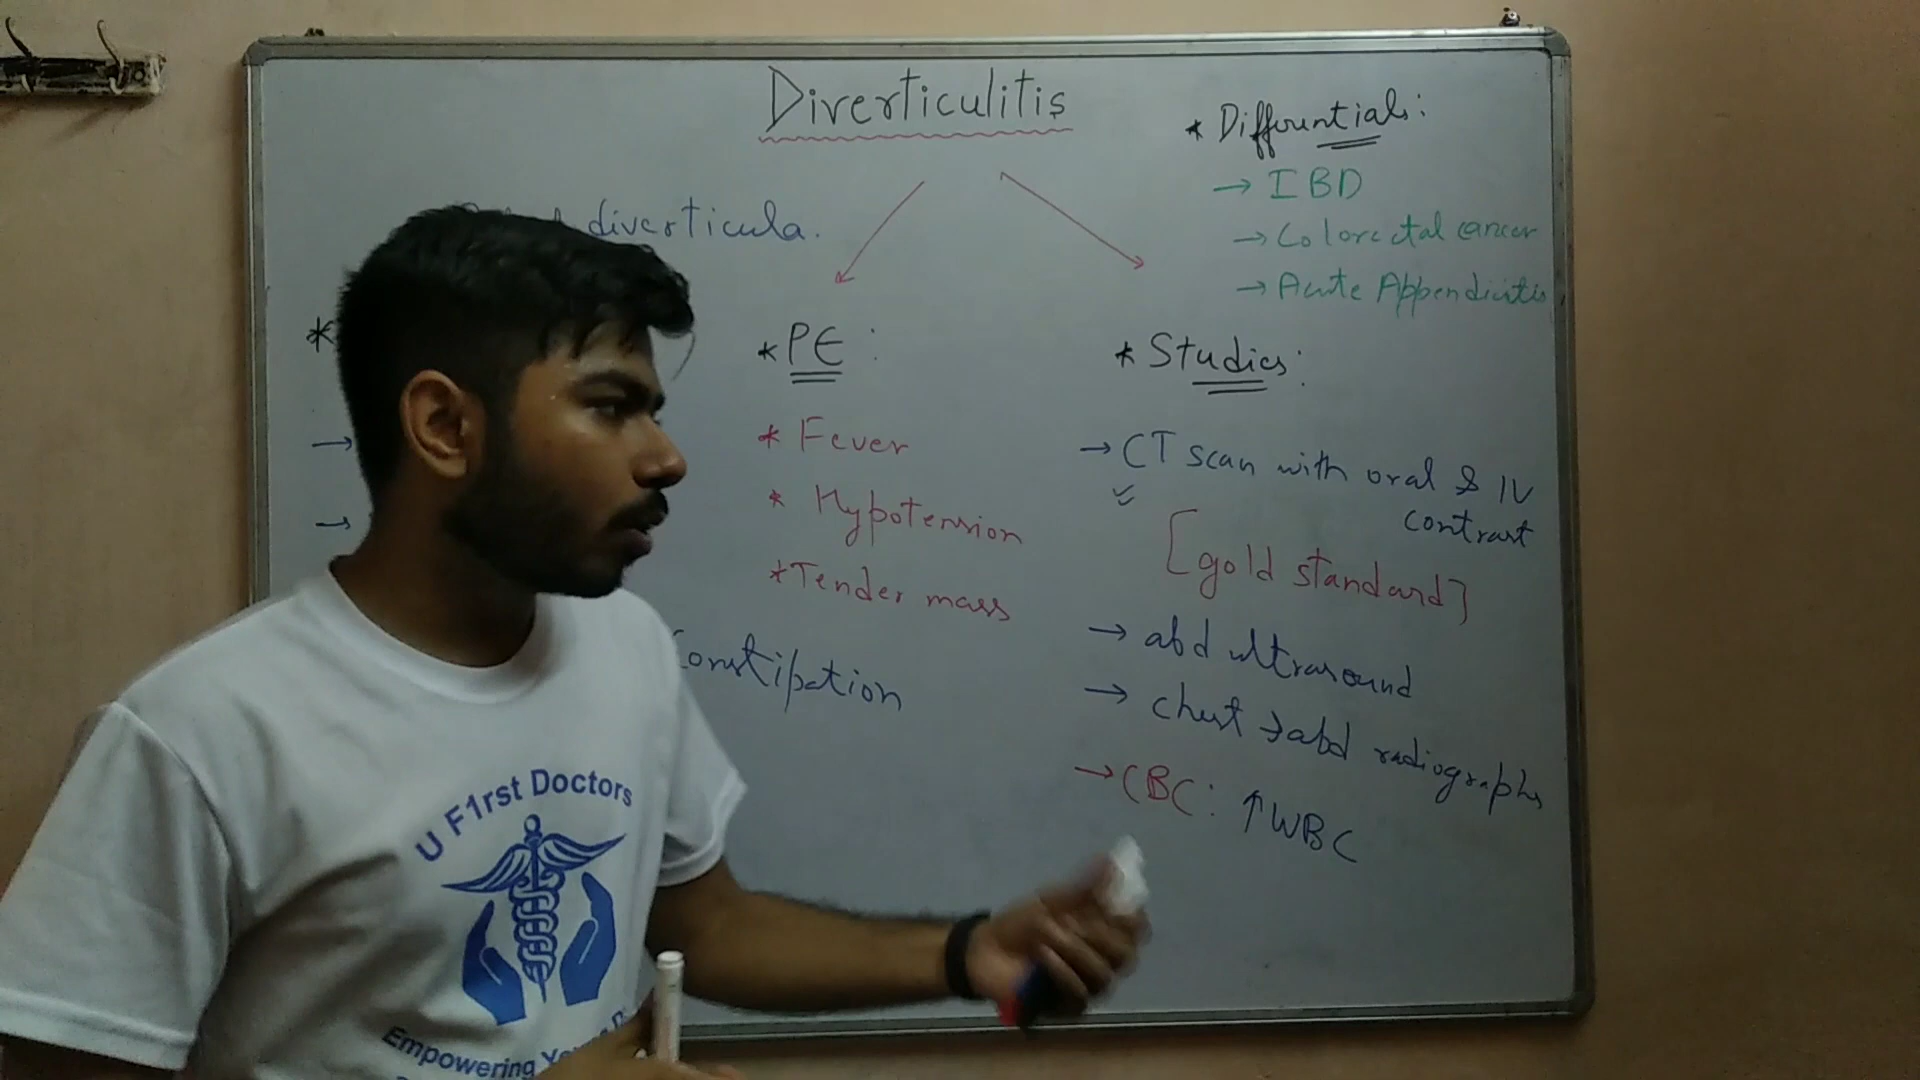 Diverticulitis
* Differentials:
→ IBD
→ Colorectal cancer
→ Acute Appendicitis
diverticula.
*
→
→
* PE :
* Fever
* Hypotension
* Tender mass
Constipation
* Studies:
→ CT scan with oral & IV
contrast
[gold standard]
→ abd ultrasound
→ chest → abd radiographs
→ CBC: ↑WBC
U F1rst Doctors
Empowering